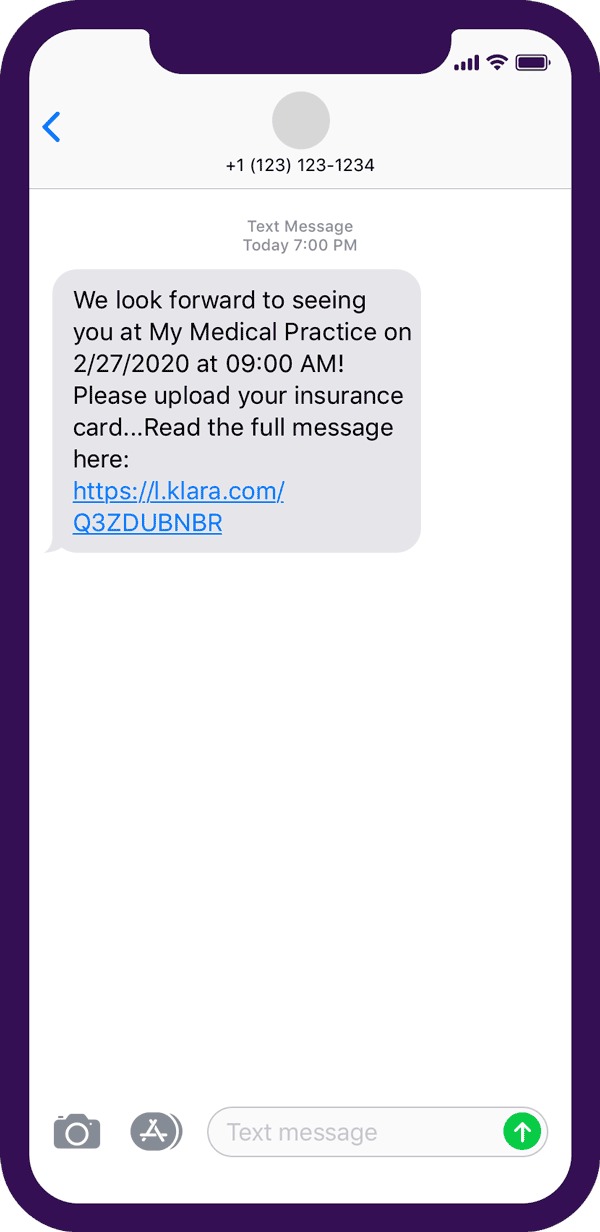 +1 (123) 123-1234
Text Message
Today 7:00 PM
We look forward to seeing
you at My Medical Practice on
2/27/2020 at 09:00 AM!
Please upload your insurance
card...Read the full message
here:
https://l.klara.com/
Q3ZDUBNBR
Text message